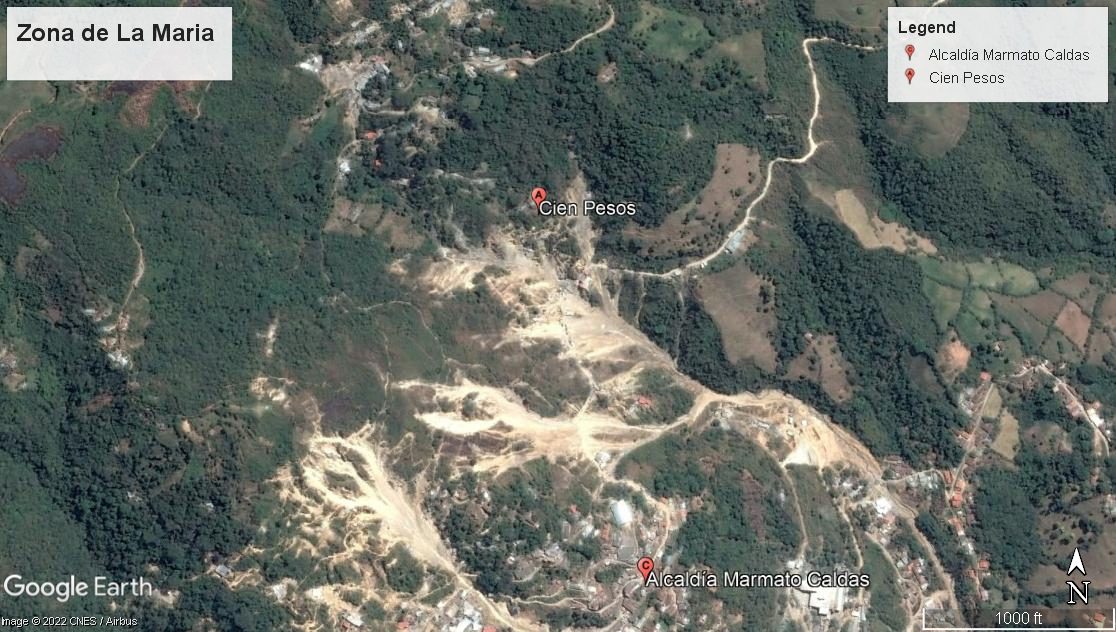 Zona de La Maria
Legend
Alcaldía Marmato Caldas
Cien Pesos
A
Cien Pesos
C
Alcaldía Marmato Caldas
Google Earth
N
1000 ft
Image © 2022 CNES / Airbus